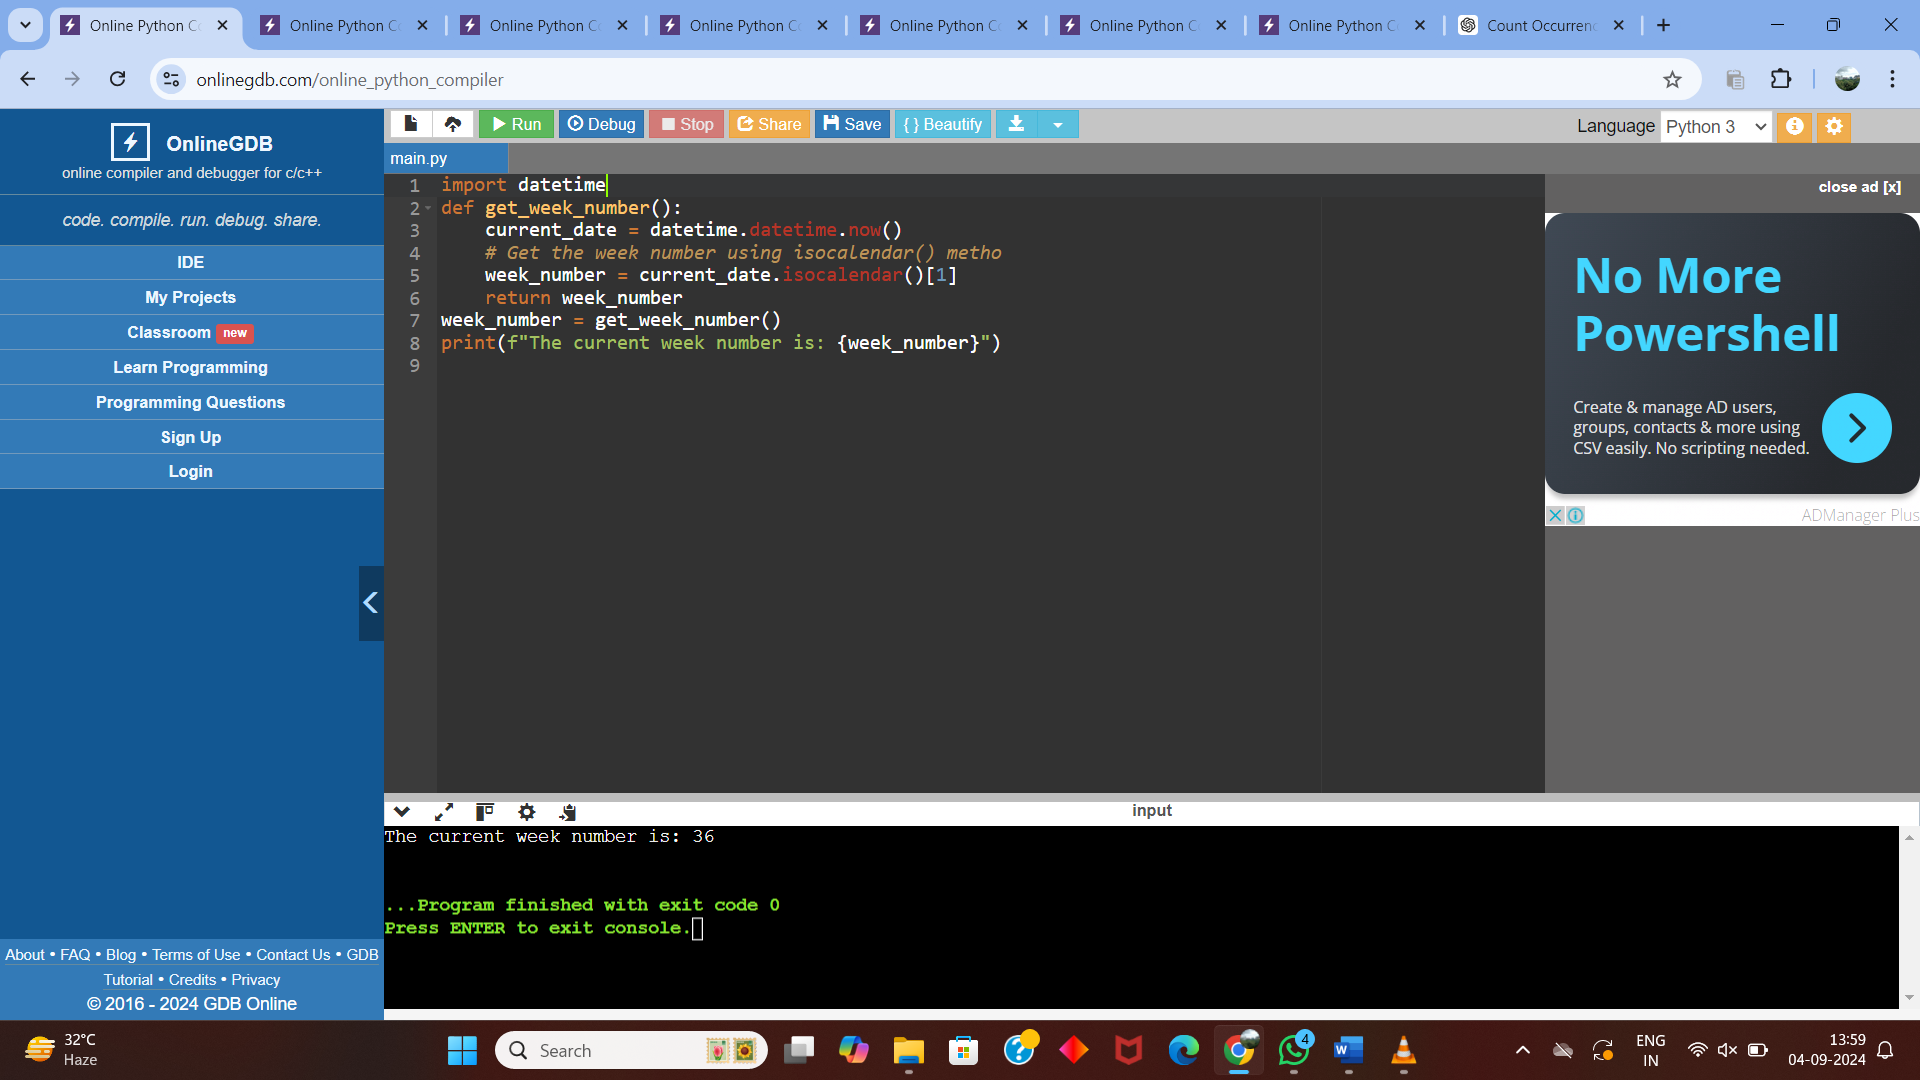 Online Python C
Online Python C
Online Python C
Online Python C
Online Python C
Online Python C
Online Python C
Count Occurrenc
onlinegdb.com/online_python_compiler
OnlineGDB
online compiler and debugger for c/c++
code. compile. run. debug. share.
IDE
My Projects
Classroom new
Learn Programming
Programming Questions
Sign Up
Login
About • FAQ • Blog • Terms of Use • Contact Us • GDB
Tutorial • Credits • Privacy
© 2016 - 2024 GDB Online
Run Debug Stop Share Save { } Beautify
Language Python 3
main.py
1 import datetime
2 def get_week_number():
3 current_date = datetime.datetime.now()
4 # Get the week number using isocalendar() metho
5 week_number = current_date.isocalendar()[1]
6 return week_number
7 week_number = get_week_number()
8 print(f"The current week number is: {week_number}")
9
close ad [x]
No More
Powershell
Create & manage AD users,
groups, contacts & more using
CSV easily. No scripting needed.
ADManager Plus
input
The current week number is: 36
...Program finished with exit code 0
Press ENTER to exit console.
32°C
Haze
Search
4
ENG
IN
13:59
04-09-2024